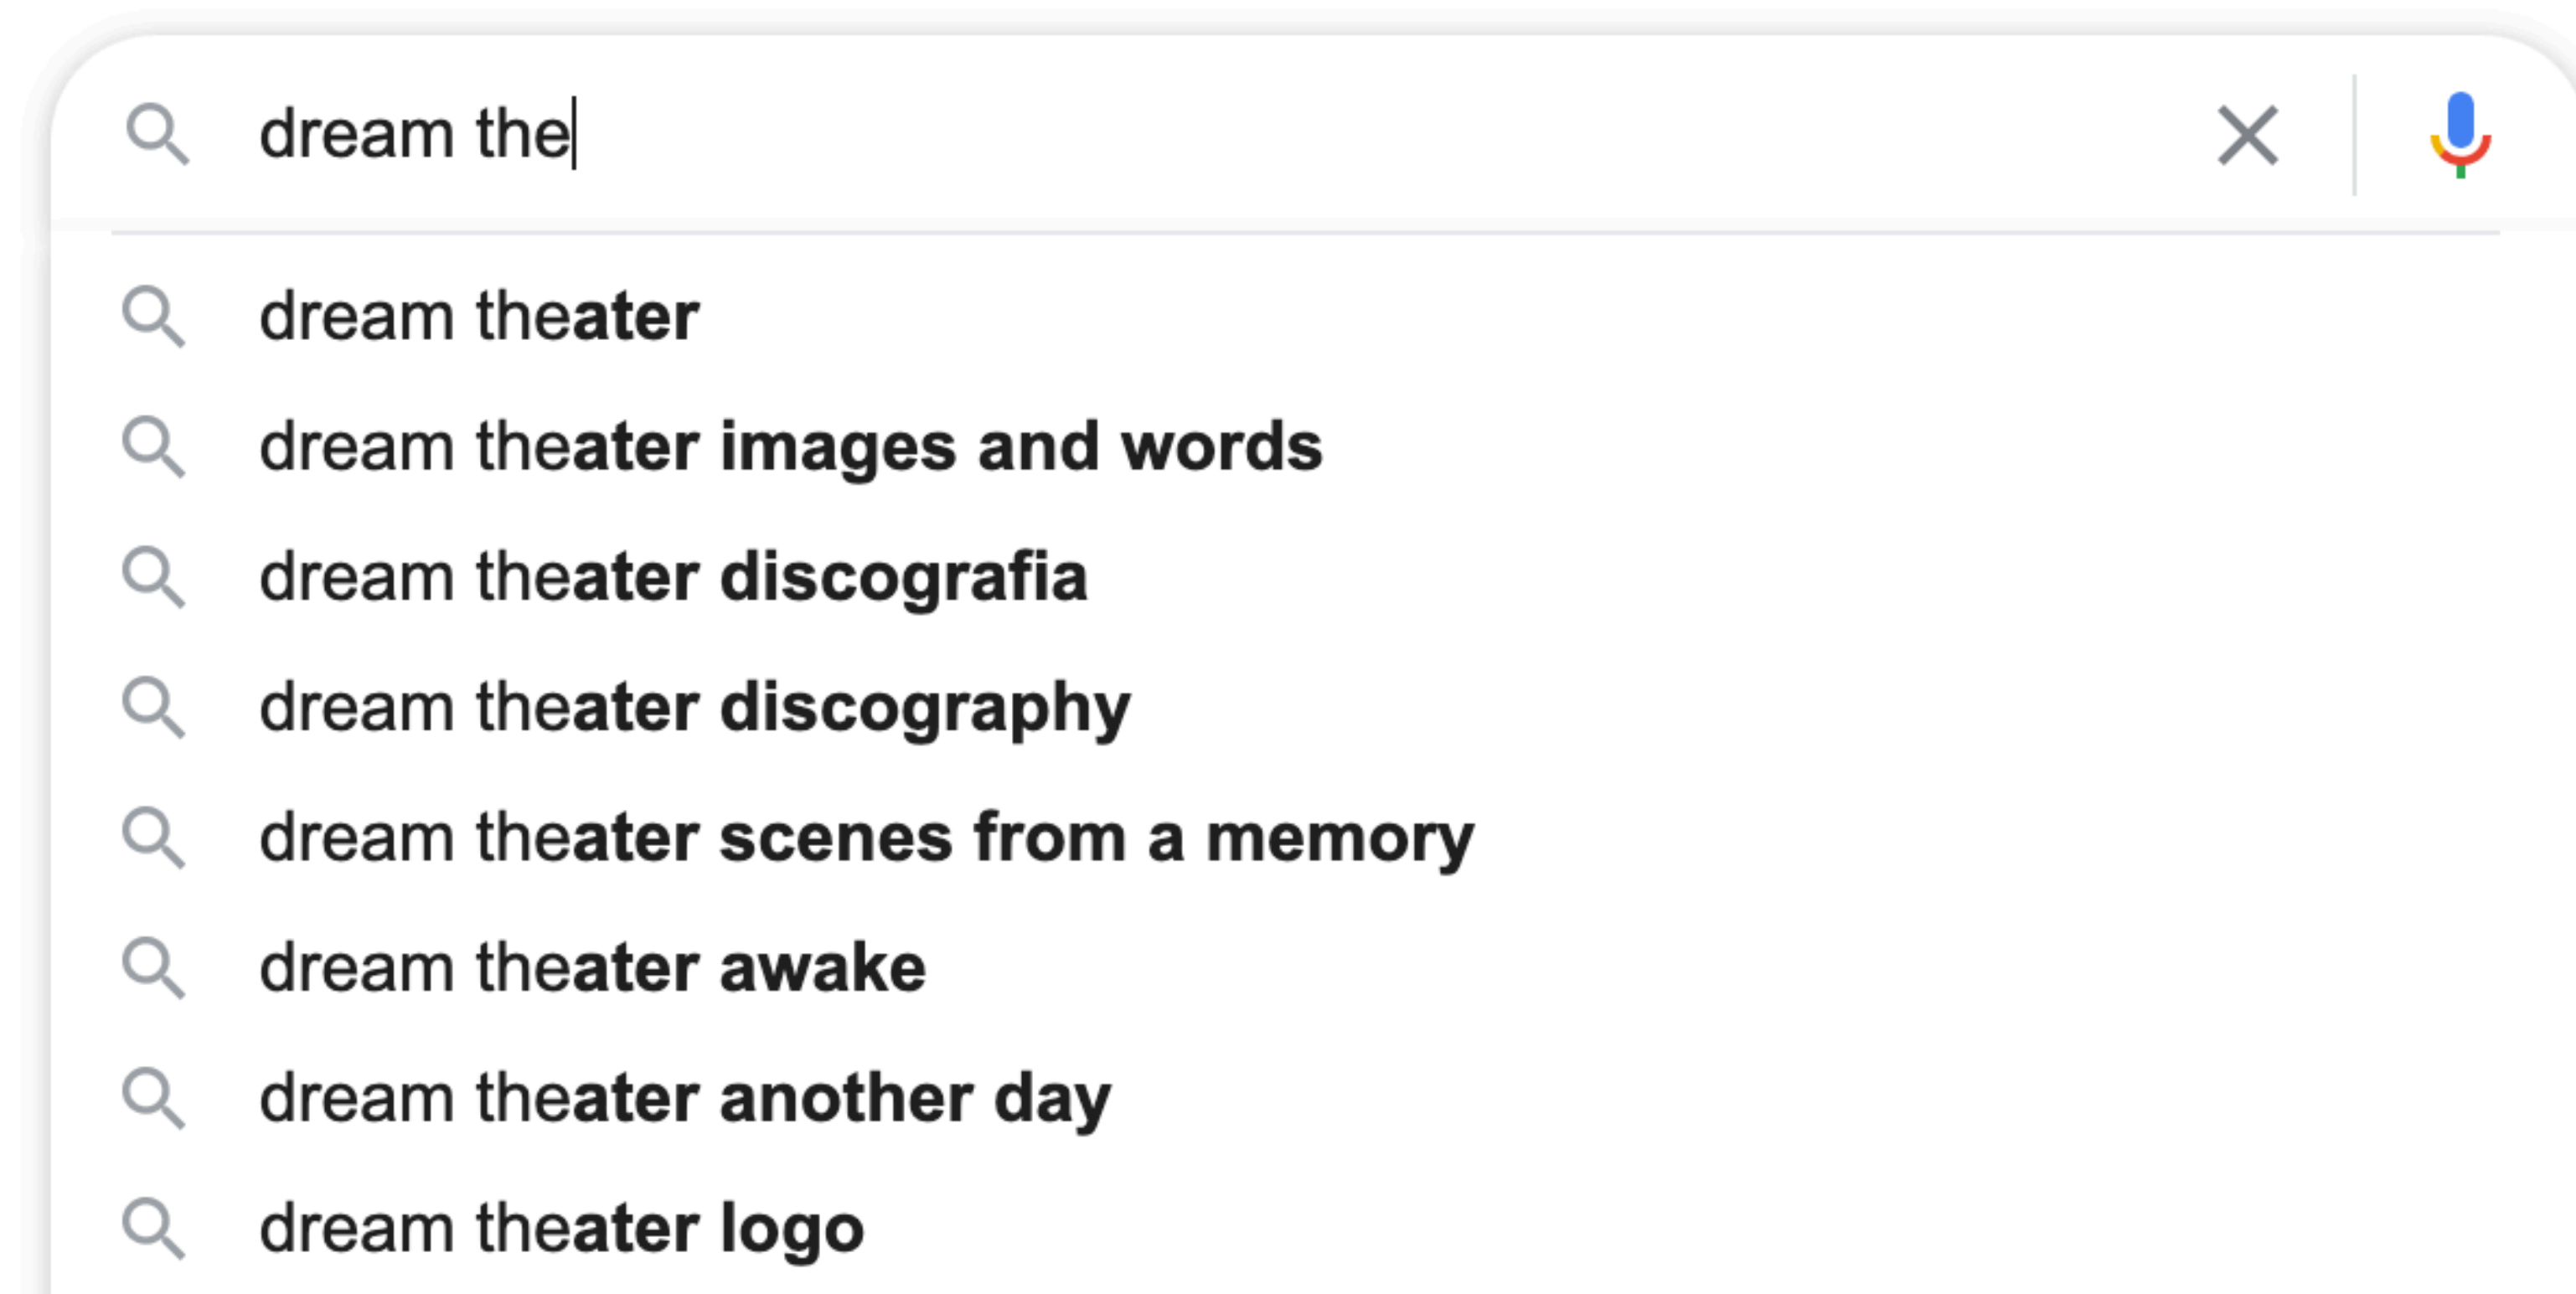 dream the
dream theater
dream theater images and words
dream theater discografia
dream theater discography
dream theater scenes from a memory
dream theater awake
dream theater another day
dream theater logo